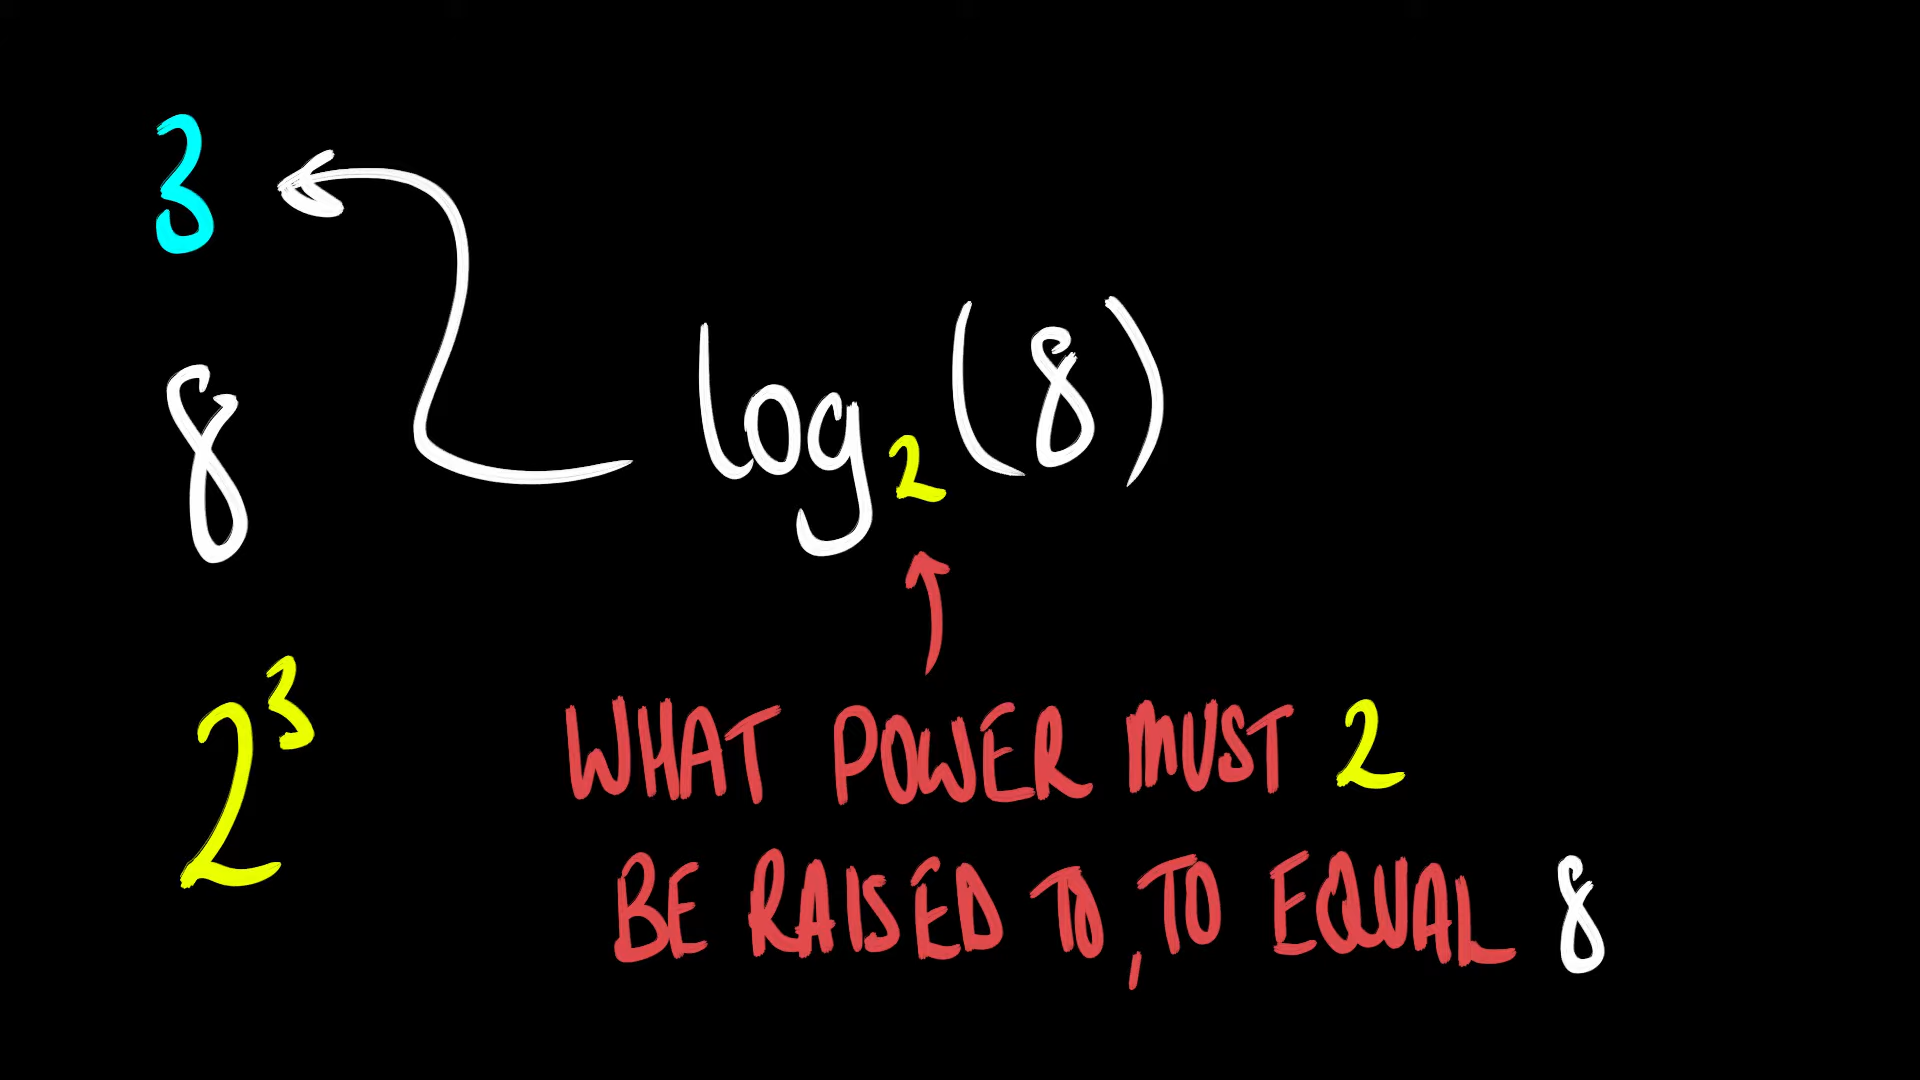 3
8
log₂(8)
2³
WHAT POWER MUST 2
BE RAISED TO, TO EQUAL 8